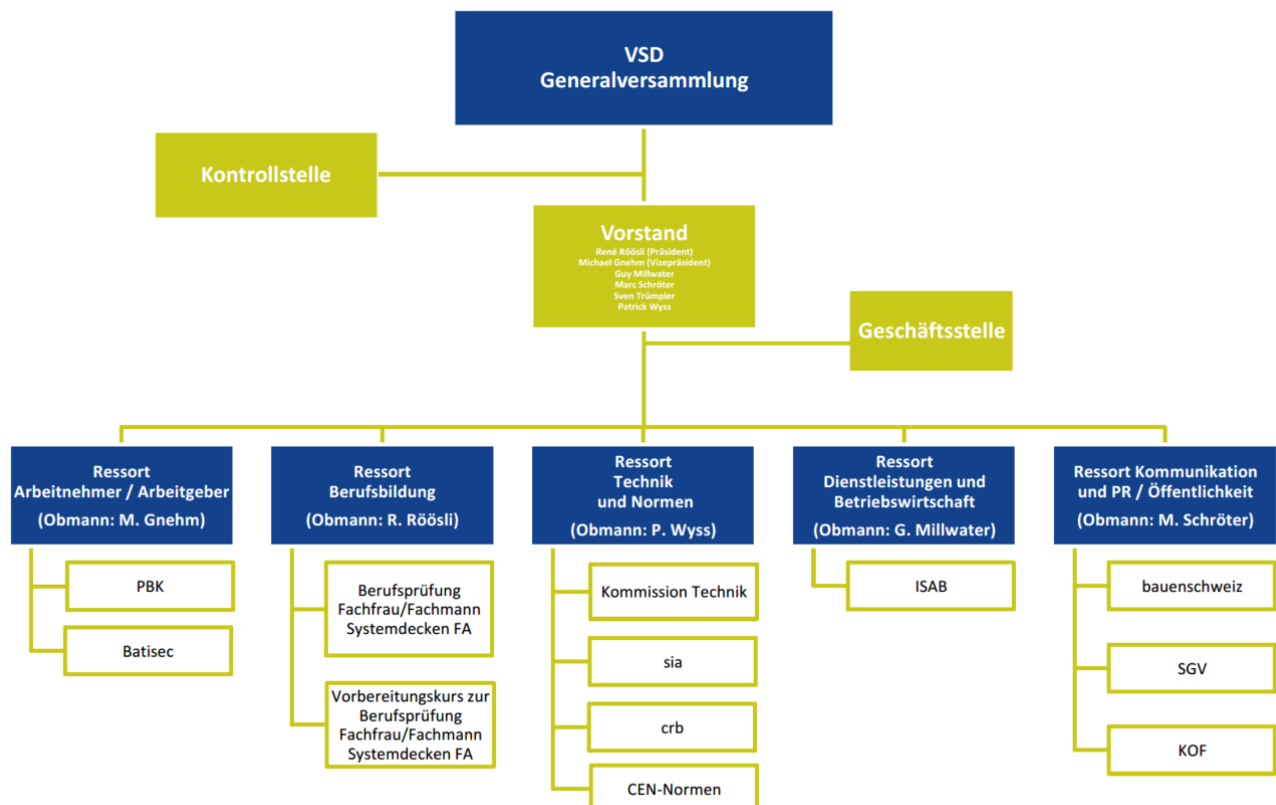 VSD
Generalversammlung
Kontrollstelle
Vorstand
René Röösli (Präsident)
Michael Gnehm (Vizepräsident)
Guy Millwater
Marc Schröter
Sven Trümpler
Patrick Wyss
Geschäftsstelle
Ressort
Arbeitnehmer / Arbeitgeber
(Obmann: M. Gnehm)
PBK
Batisec
Ressort
Berufsbildung
(Obmann: R. Röösli)
Berufsprüfung
Fachfrau/Fachmann
Systemdecken FA
Vorbereitungskurs zur
Berufsprüfung
Fachfrau/Fachmann
Systemdecken FA
Ressort
Technik
und Normen
(Obmann: P. Wyss)
Kommission Technik
sia
crb
CEN-Normen
Ressort
Dienstleistungen und
Betriebswirtschaft
(Obmann: G. Millwater)
ISAB
Ressort Kommunikation
und PR / Öffentlichkeit
(Obmann: M. Schröter)
bauenschweiz
SGV
KOF